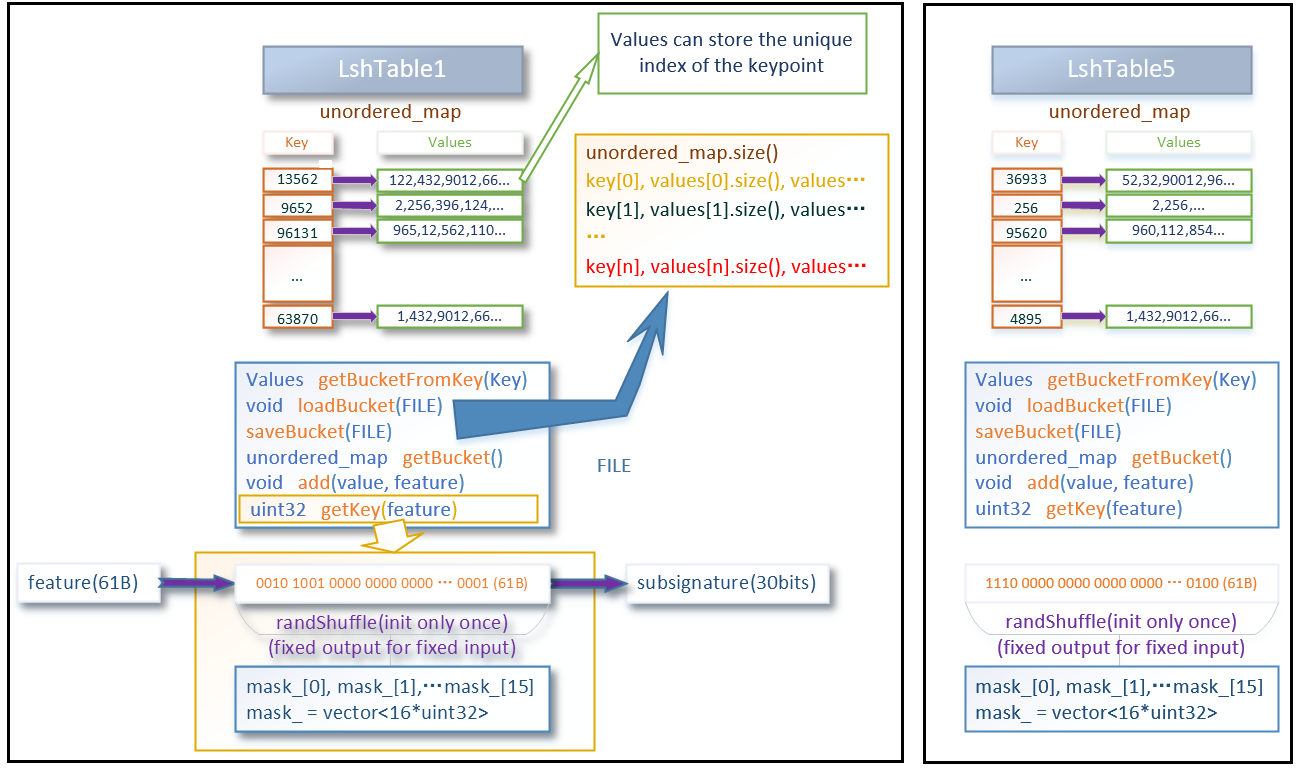 LshTable1
unordered_map
Key
Values
13562
122,432,9012,66...
9652
2,256,396,124,...
96131
965,12,562,110...
...
63870
1,432,9012,66...
Values can store the unique
index of the keypoint
unordered_map.size()
key[0], values[0].size(), values⋯
key[1], values[1].size(), values⋯
⋯
key[n], values[n].size(), values⋯
Values getBucketFromKey(Key)
void loadBucket(FILE)
saveBucket(FILE)
unordered_map getBucket()
void add(value, feature)
uint32 getKey(feature)
FILE
feature(61B)
0010 1001 0000 0000 0000 ⋯ 0001 (61B)
subsignature(30bits)
randShuffle(init only once)
(fixed output for fixed input)
mask_[0], mask_[1],⋯mask_[15]
mask_ = vector<16*uint32>
LshTable5
unordered_map
Key
Values
36933
52,32,90012,96...
256
2,256,...
95620
960,112,854...
...
4895
1,432,9012,66...
Values getBucketFromKey(Key)
void loadBucket(FILE)
saveBucket(FILE)
unordered_map getBucket()
void add(value, feature)
uint32 getKey(feature)
1110 0000 0000 0000 0000 ⋯ 0100 (61B)
randShuffle(init only once)
(fixed output for fixed input)
mask_[0], mask_[1],⋯mask_[15]
mask_ = vector<16*uint32>